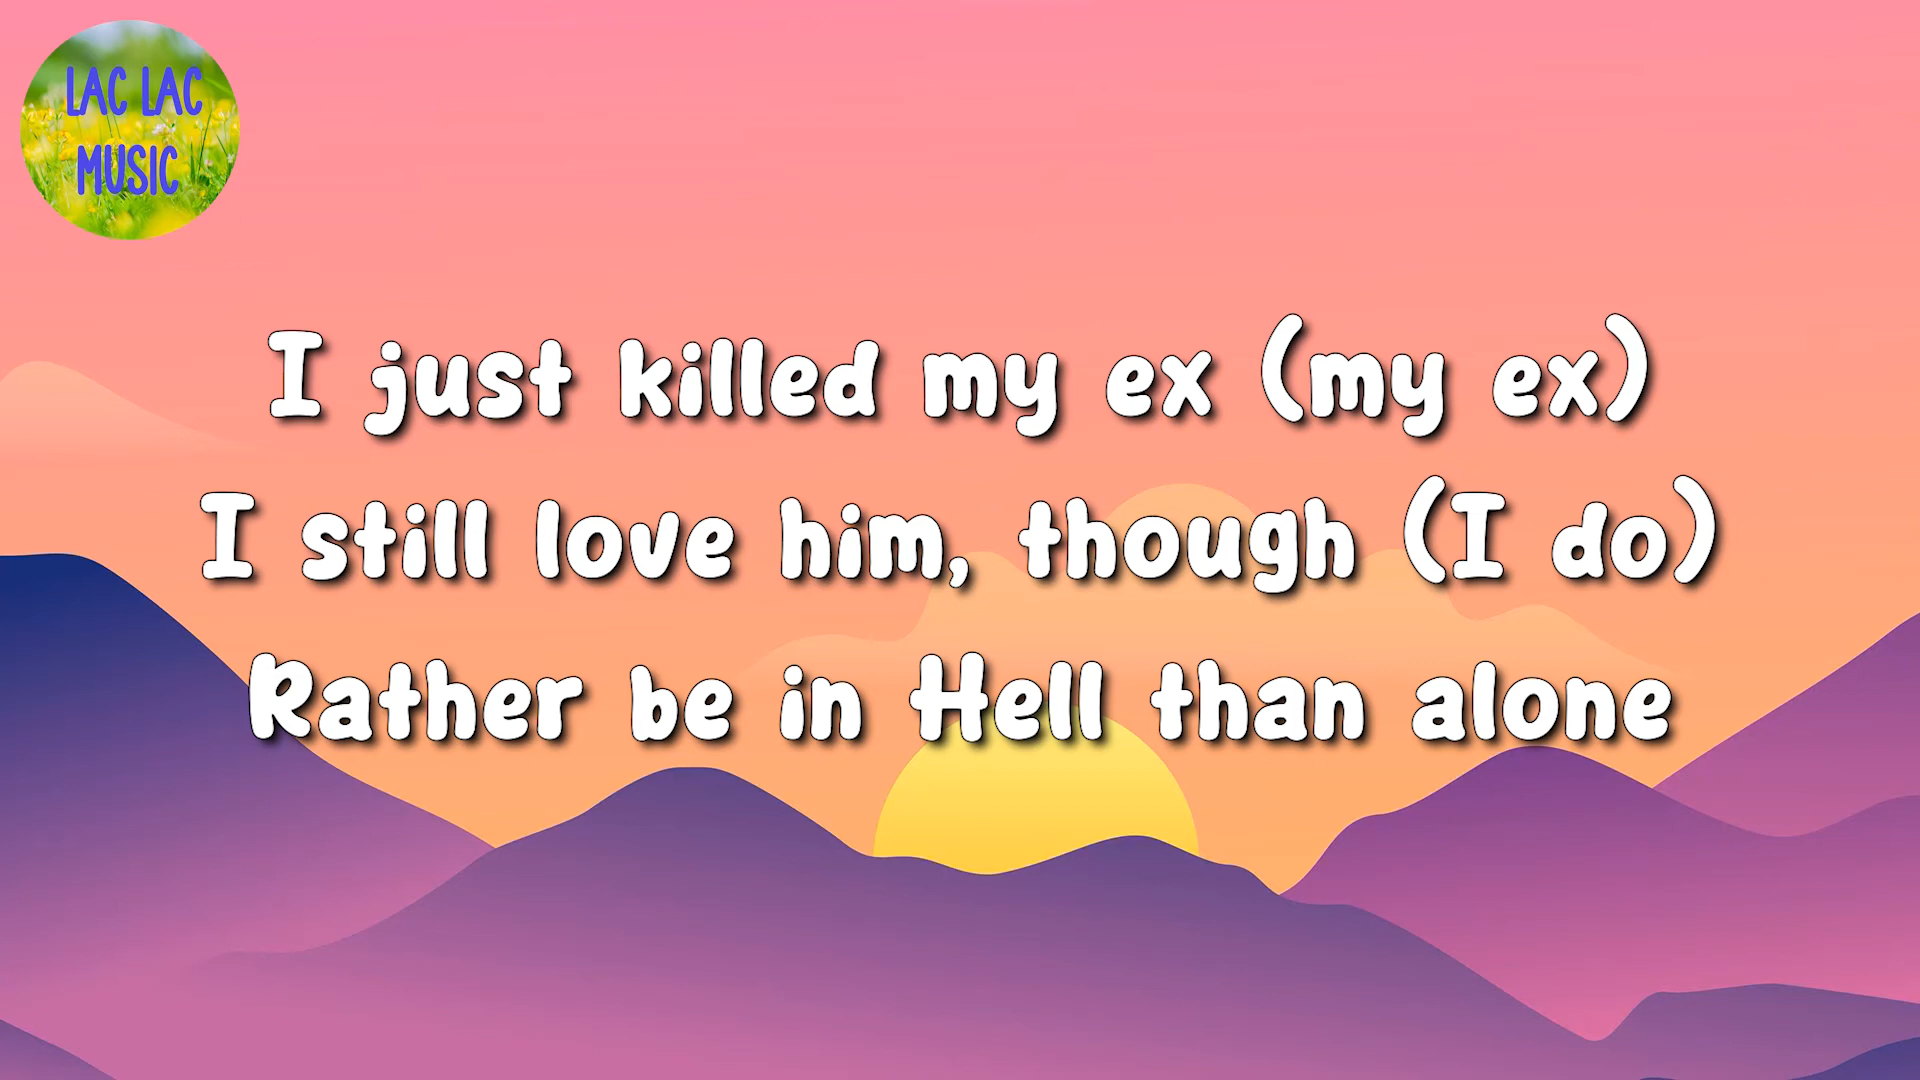 LAC LAC
MUSIC
I just killed my ex (my ex)
I still love him, though (I do)
Rather be in Hell than alone